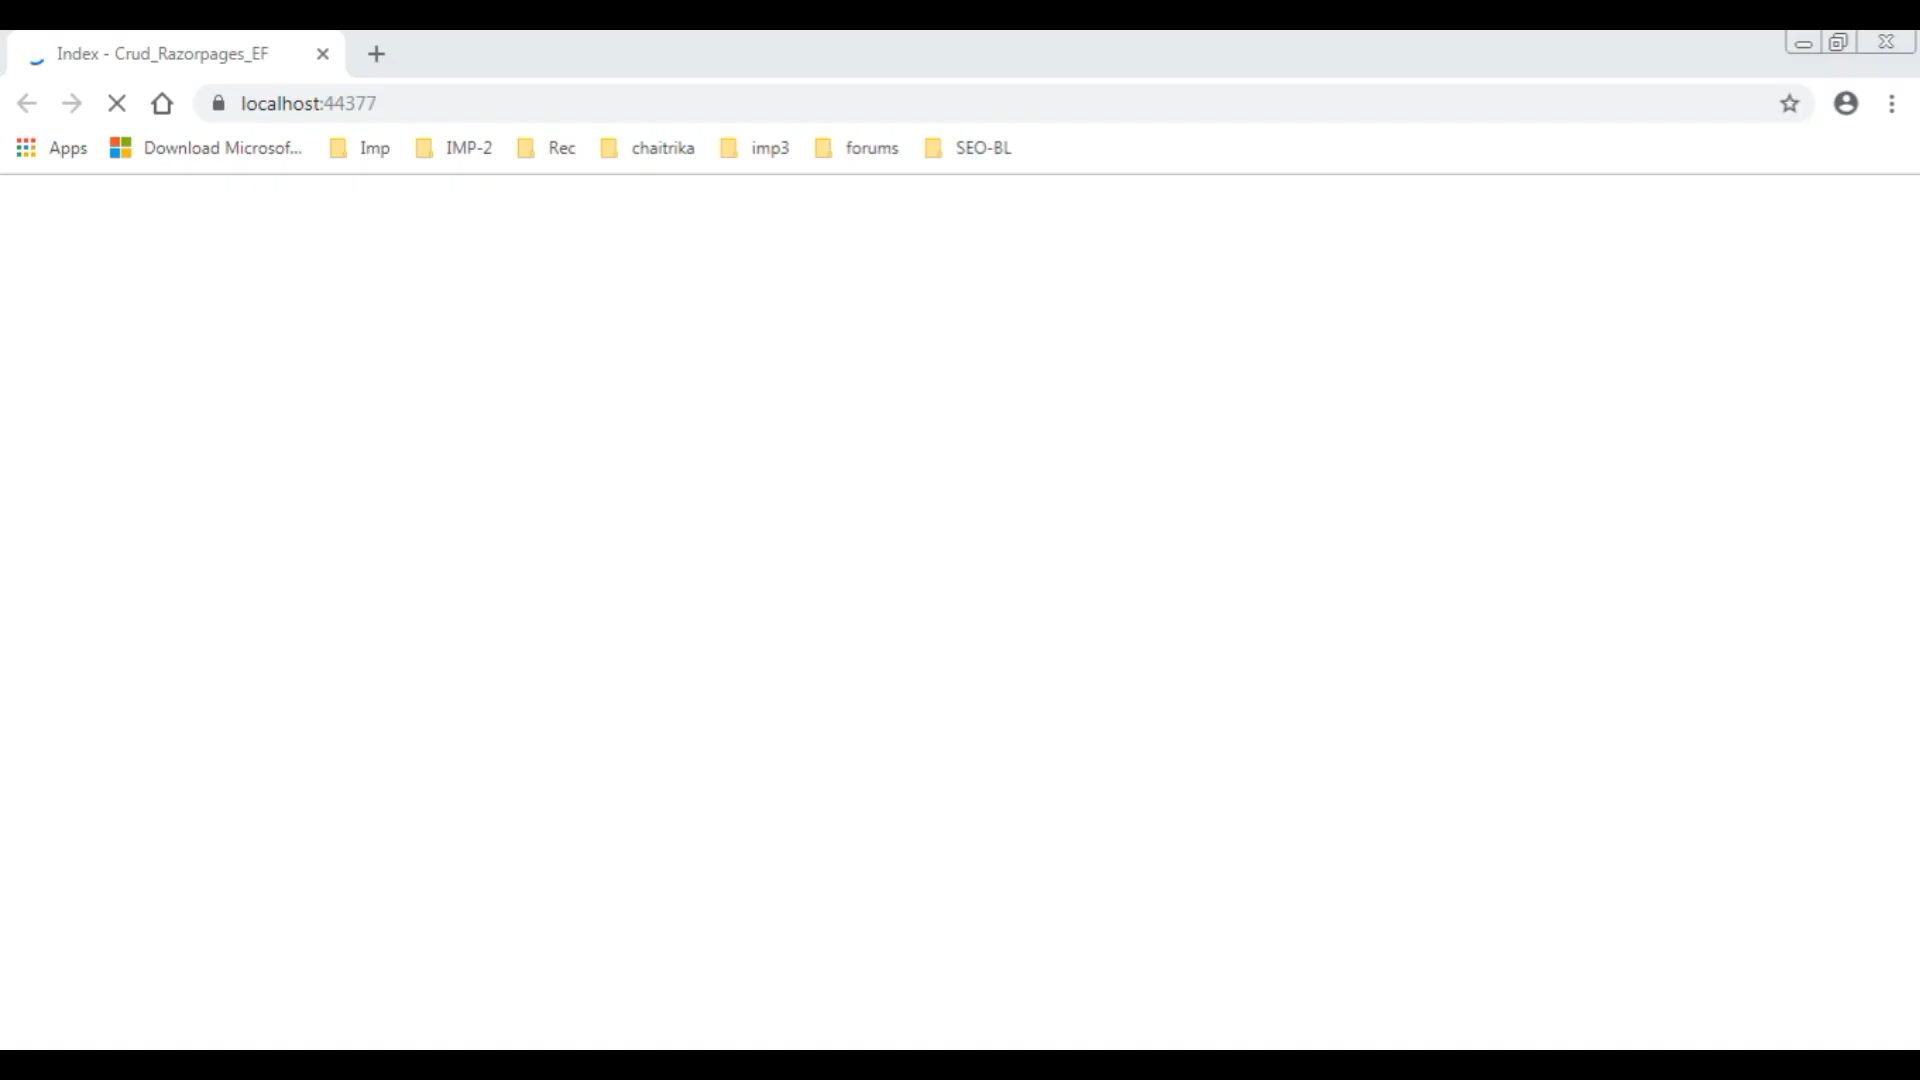 Index - Crud_Razorpages_EF
localhost:44377
Apps Download Microsof... Imp IMP-2 Rec chaitrika imp3 forums SEO-BL